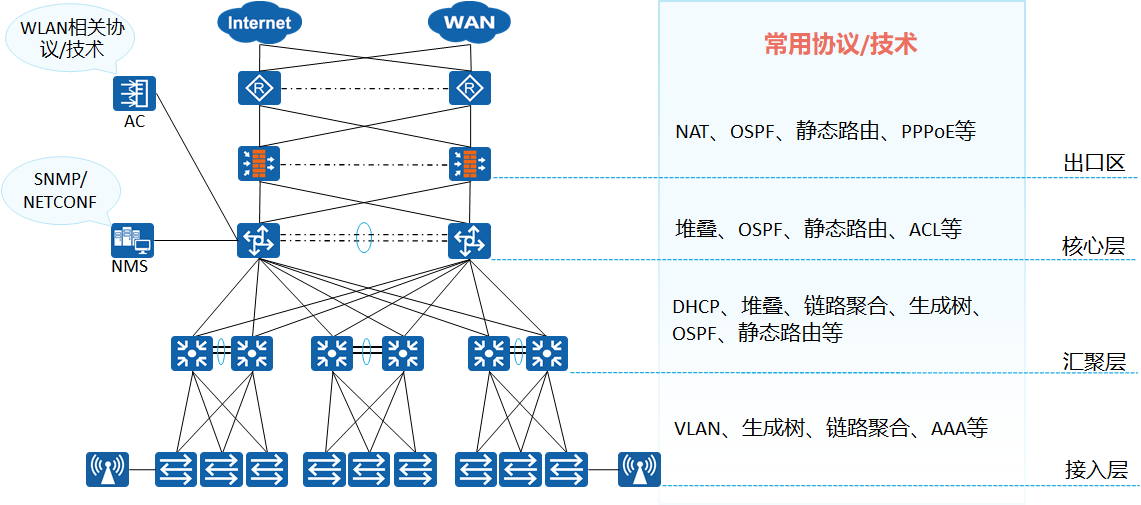 WLAN相关协
议/技术
Internet
WAN
常用协议/技术
R
R
AC
NAT、OSPF、静态路由、PPPoE等
出口区
SNMP/
NETCONF
NMS
堆叠、OSPF、静态路由、ACL等
核心层
DHCP、堆叠、链路聚合、生成树、
OSPF、静态路由等
汇聚层
VLAN、生成树、链路聚合、AAA等
接入层